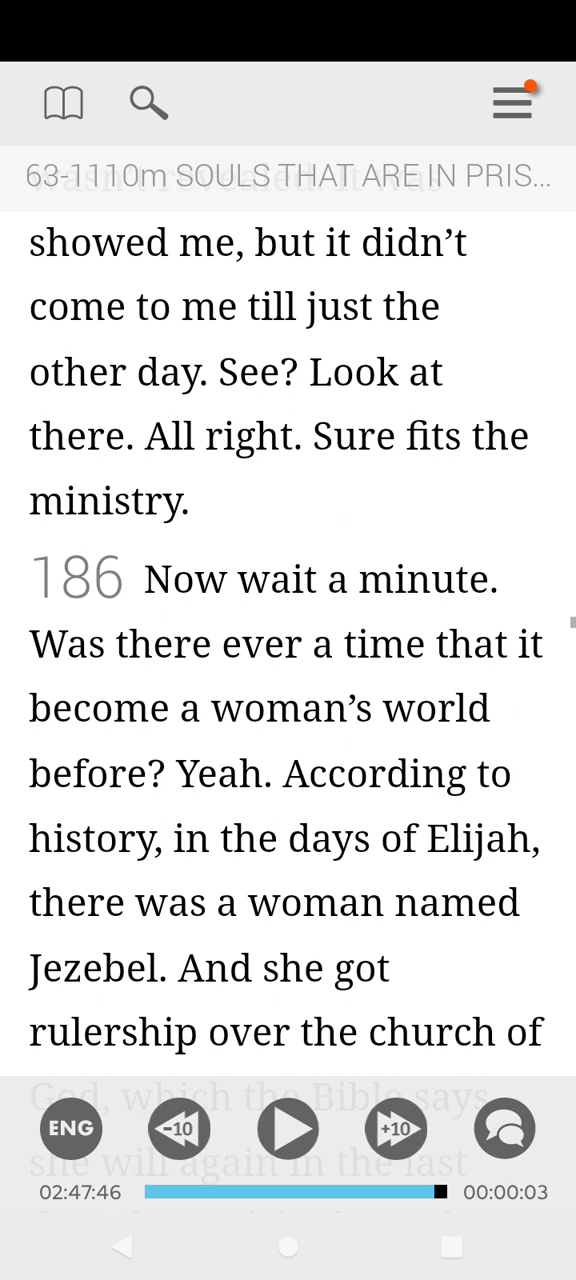 63-1110m SOULS THAT ARE IN PRIS...
wasn't revealed. It was
showed me, but it didn’t
come to me till just the
other day. See? Look at
there. All right. Sure fits the
ministry.
186 Now wait a minute.
Was there ever a time that it
become a woman’s world
before? Yeah. According to
history, in the days of Elijah,
there was a woman named
Jezebel. And she got
rulership over the church of
God, which the Bible says
ENG -10 +10
she will again in the last
02:47:46 00:00:03